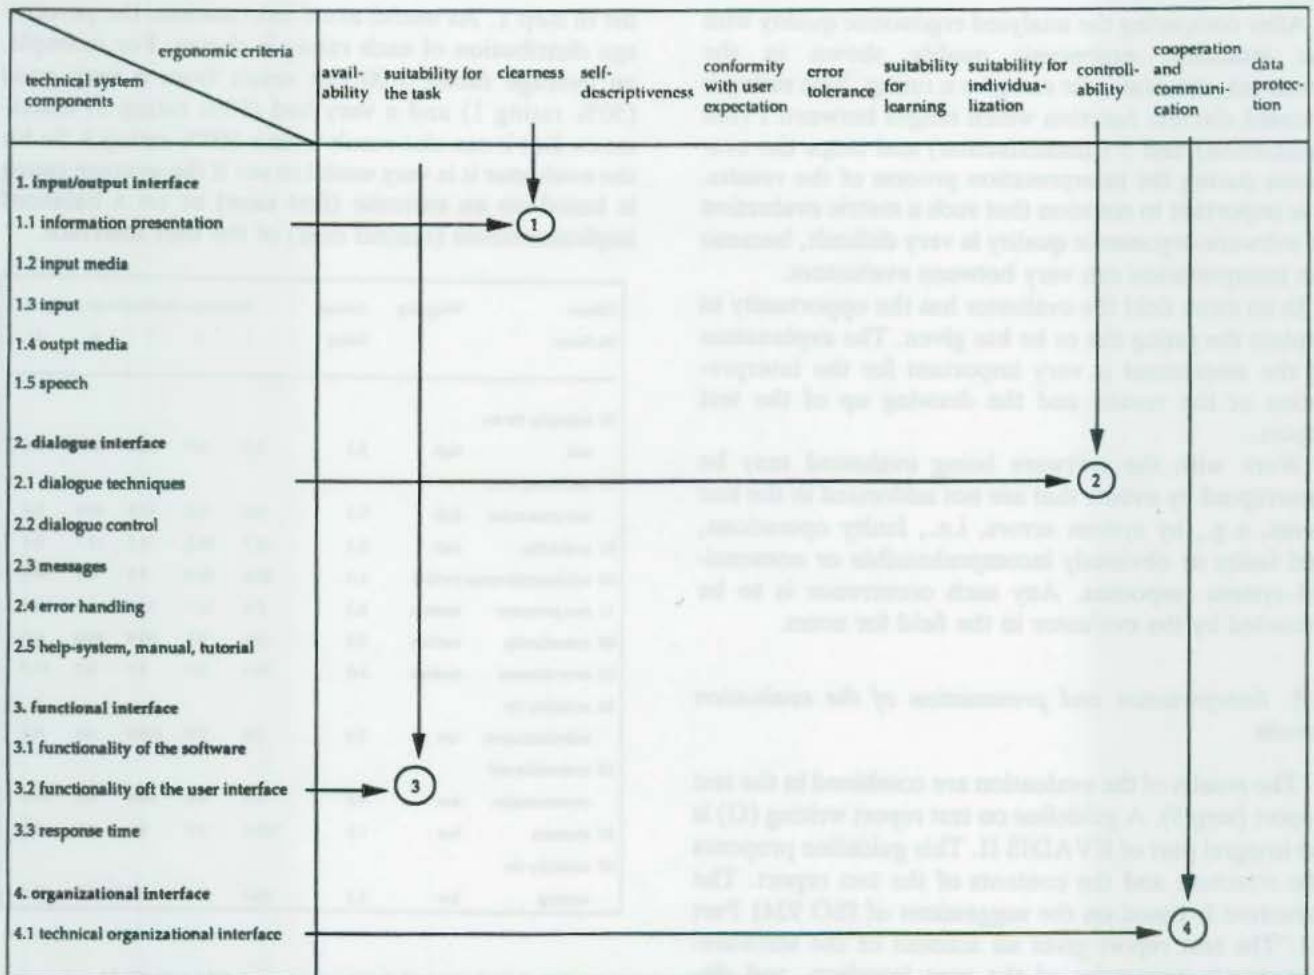 ergonomic criteria
technical system
components
avail-
ability
suitability for
the task
clearness
self-
descriptiveness
conformity
with user
expectation
error
tolerance
suitability
for
learning
suitability for
individua-
lization
controll-
ability
cooperation
and
communi-
cation
data
protec-
tion
1. input/output interface
1.1 information presentation
1
1.2 input media
1.3 input
1.4 outpt media
1.5 speech
2. dialogue interface
2.1 dialogue techniques
2
2.2 dialogue control
2.3 messages
2.4 error handling
2.5 help-system, manual, tutorial
3. functional interface
3.1 functionality of the software
3.2 functionality oft the user interface
3
3.3 response time
4. organizational interface
4.1 technical organizational interface
4